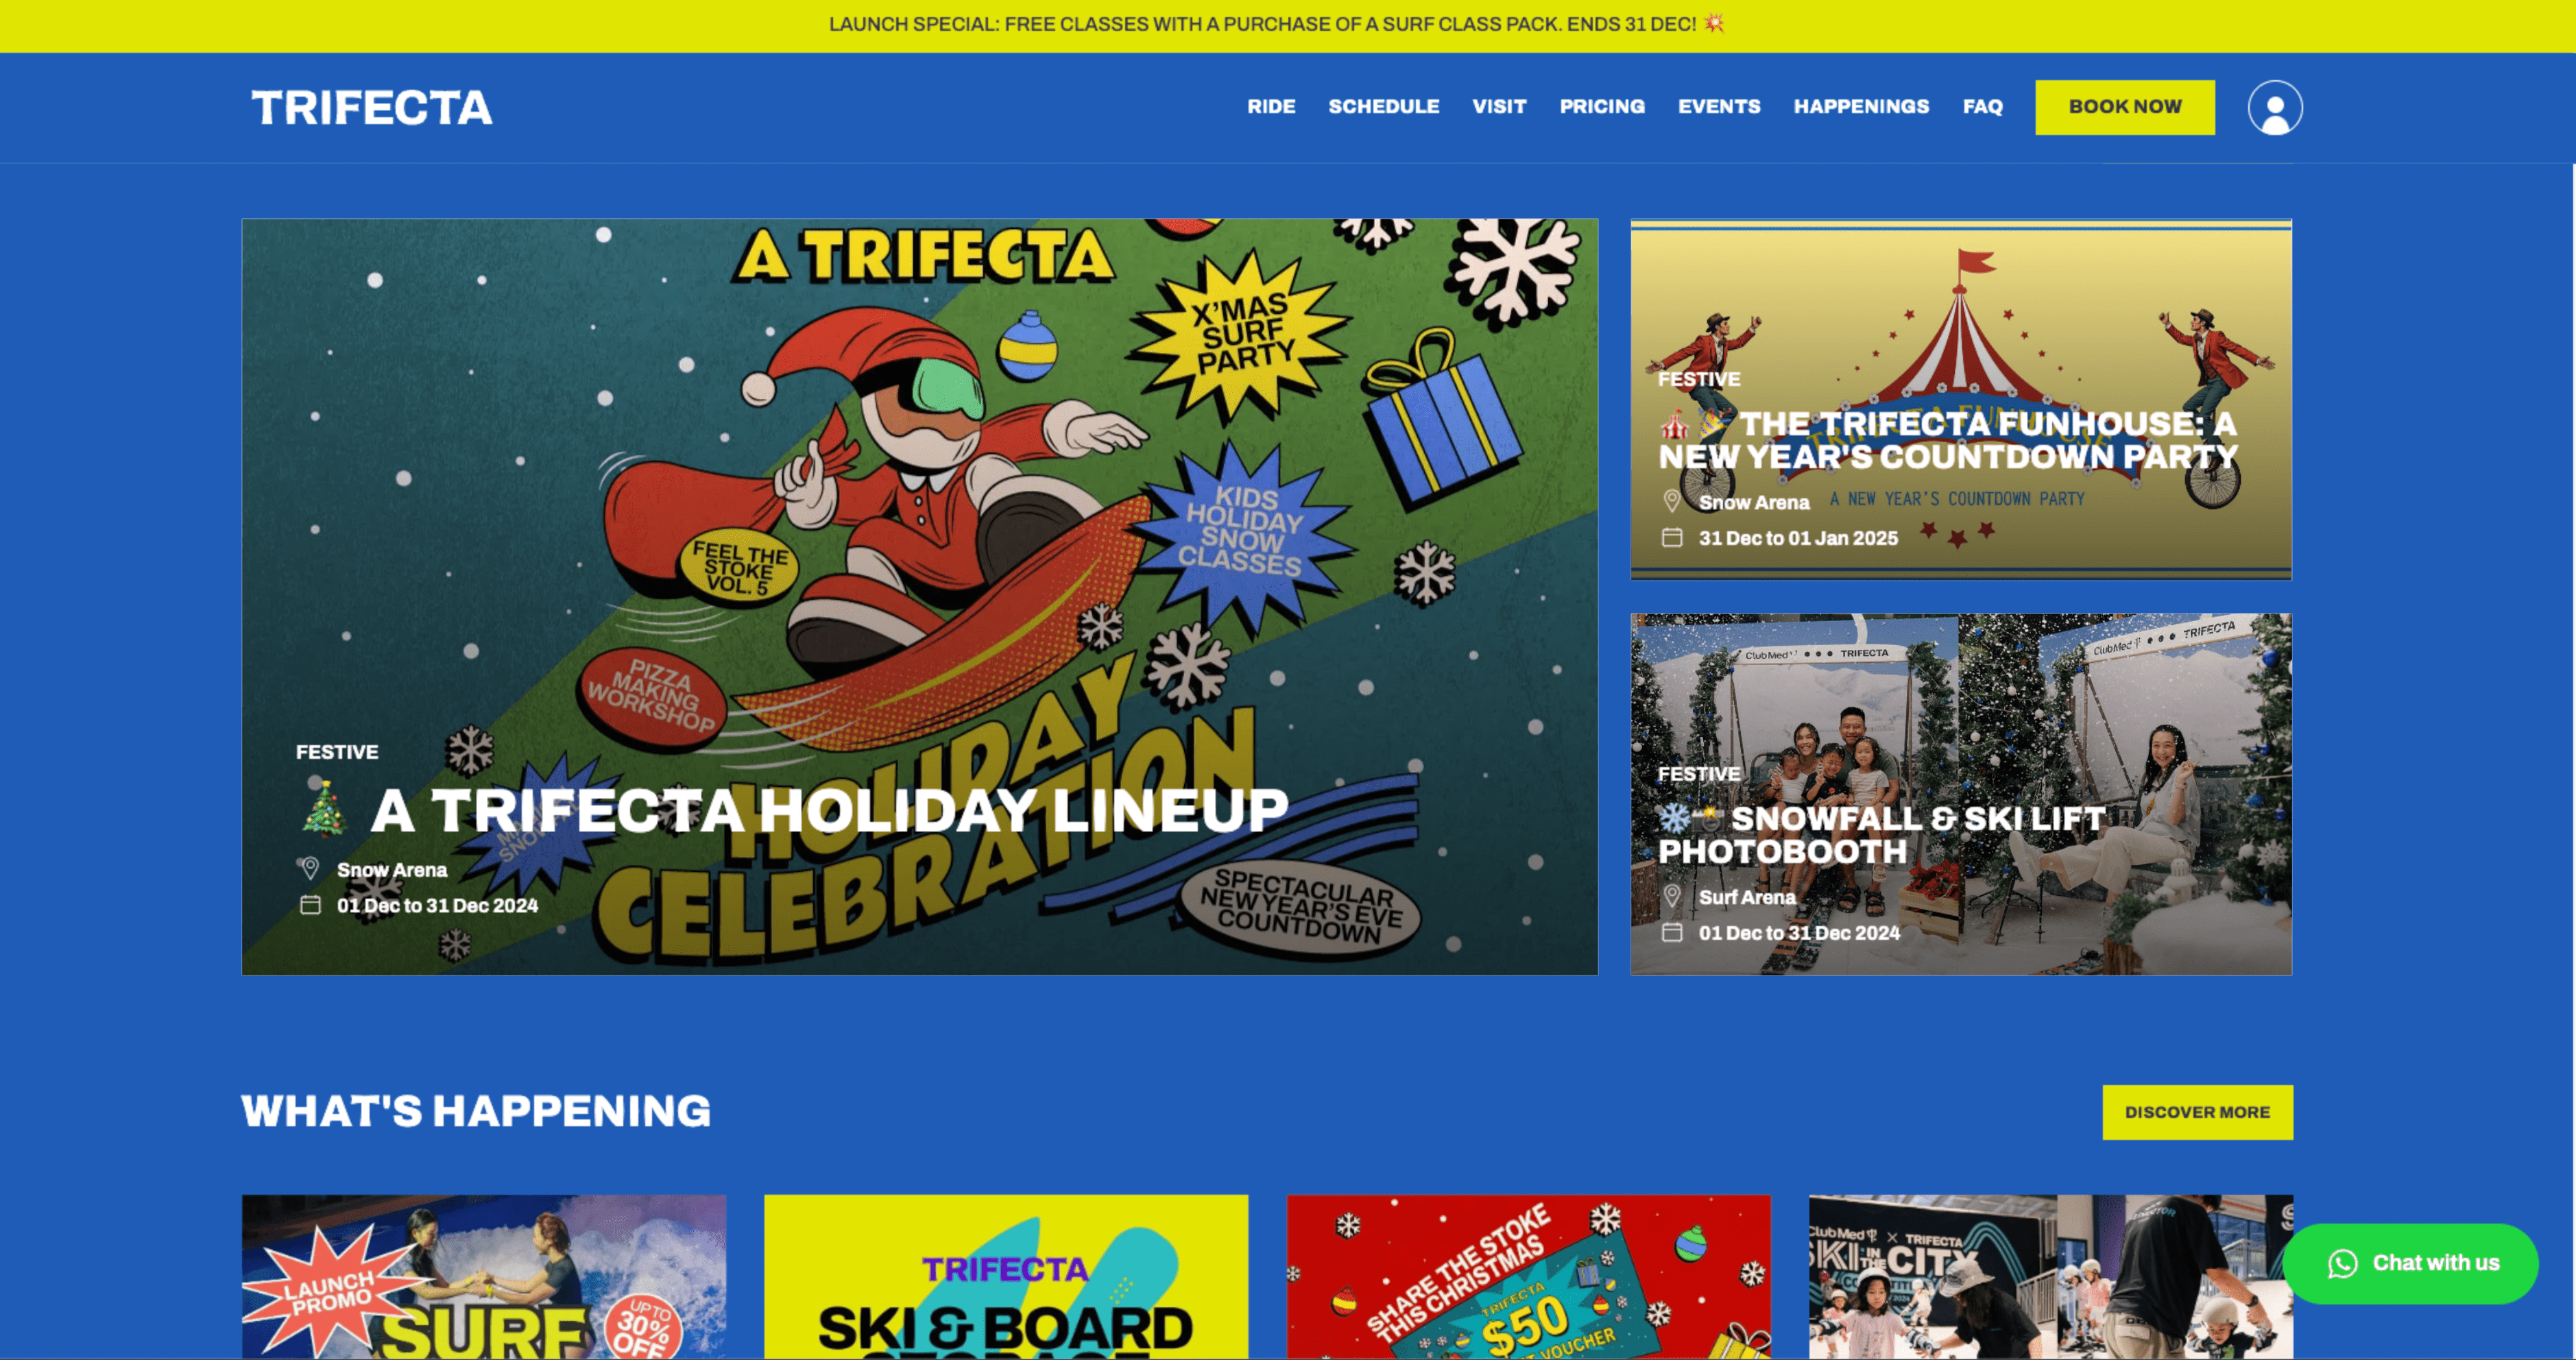 LAUNCH SPECIAL: FREE CLASSES WITH A PURCHASE OF A SURF CLASS PACK. ENDS 31 DEC! 💥
TRIFECTA
RIDE SCHEDULE VISIT PRICING EVENTS HAPPENINGS FAQ BOOK NOW
A TRIFECTA
X'MAS
SURF
PARTY
KIDS
HOLIDAY
SNOW
CLASSES
FEEL THE
STOKE
VOL. 5
PIZZA
MAKING
WORKSHOP
HOLIDAY
CELEBRATION
SPECTACULAR
NEW YEAR'S EVE
COUNTDOWN
FESTIVE
🎄 A TRIFECTA HOLIDAY LINEUP
Snow Arena
01 Dec to 31 Dec 2024
TRIFECTA FUNHOUSE
A NEW YEAR'S COUNTDOWN PARTY
FESTIVE
🎪🎉 THE TRIFECTA FUNHOUSE: A
NEW YEAR'S COUNTDOWN PARTY
Snow Arena
31 Dec to 01 Jan 2025
ClubMed TRIFECTA
ClubMed TRIFECTA
FESTIVE
❄️📸 SNOWFALL & SKI LIFT
PHOTOBOOTH
Surf Arena
01 Dec to 31 Dec 2024
WHAT'S HAPPENING
DISCOVER MORE
LAUNCH
PROMO
SURF
UP TO
30%
OFF
TRIFECTA
SKI & BOARD
SHARE THE STOKE
THIS CHRISTMAS
TRIFECTA
$50
VOUCHER
ClubMed × TRIFECTA
SKI IN THE CITY
Chat with us